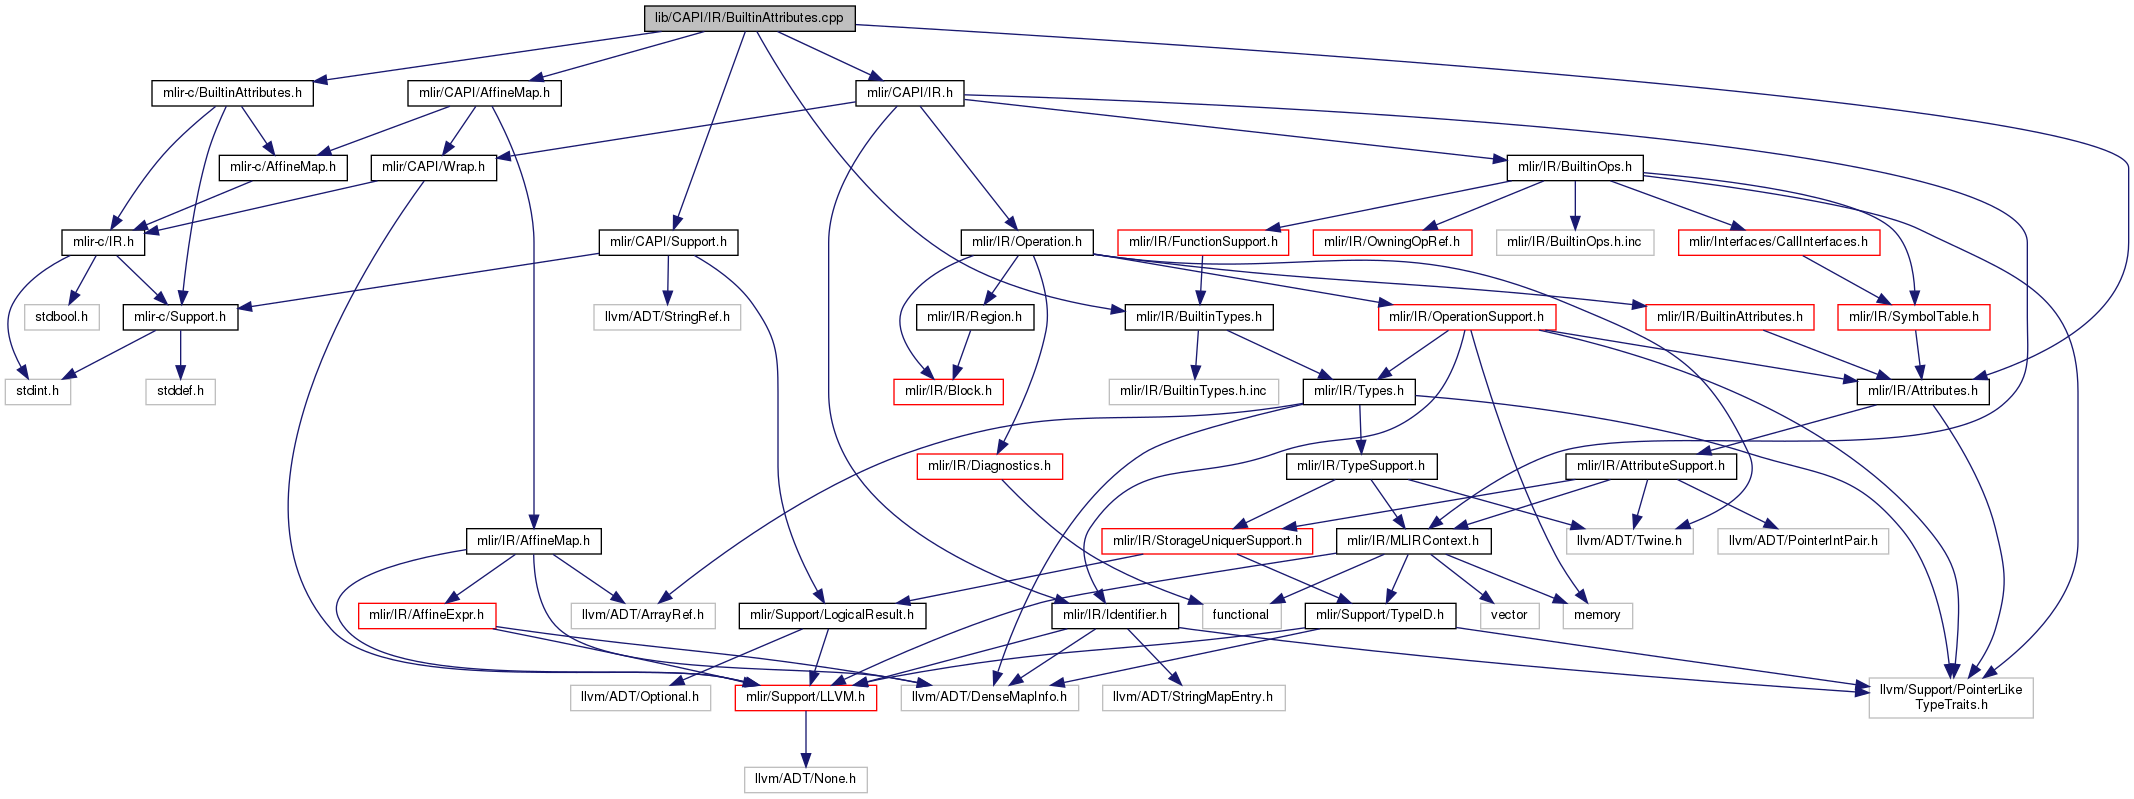 lib/CAPI/IR/BuiltinAttributes.cpp
mlir-c/BuiltinAttributes.h
mlir/CAPI/AffineMap.h
mlir/CAPI/IR.h
mlir-c/AffineMap.h
mlir/CAPI/Wrap.h
mlir/IR/BuiltinOps.h
mlir-c/IR.h
mlir/CAPI/Support.h
mlir/IR/Operation.h
mlir/IR/FunctionSupport.h
mlir/IR/OwningOpRef.h
mlir/IR/BuiltinOps.h.inc
mlir/Interfaces/CallInterfaces.h
stdbool.h
mlir-c/Support.h
llvm/ADT/StringRef.h
mlir/IR/Region.h
mlir/IR/BuiltinTypes.h
mlir/IR/OperationSupport.h
mlir/IR/BuiltinAttributes.h
mlir/IR/SymbolTable.h
stdint.h
stddef.h
mlir/IR/Block.h
mlir/IR/BuiltinTypes.h.inc
mlir/IR/Types.h
mlir/IR/Attributes.h
mlir/IR/Diagnostics.h
mlir/IR/TypeSupport.h
mlir/IR/AttributeSupport.h
mlir/IR/AffineMap.h
mlir/IR/StorageUniquerSupport.h
mlir/IR/MLIRContext.h
llvm/ADT/Twine.h
llvm/ADT/PointerIntPair.h
mlir/IR/AffineExpr.h
llvm/ADT/ArrayRef.h
mlir/Support/LogicalResult.h
mlir/IR/Identifier.h
functional
mlir/Support/TypeID.h
vector
memory
llvm/ADT/Optional.h
mlir/Support/LLVM.h
llvm/ADT/DenseMapInfo.h
llvm/ADT/StringMapEntry.h
llvm/Support/PointerLike
TypeTraits.h
llvm/ADT/None.h